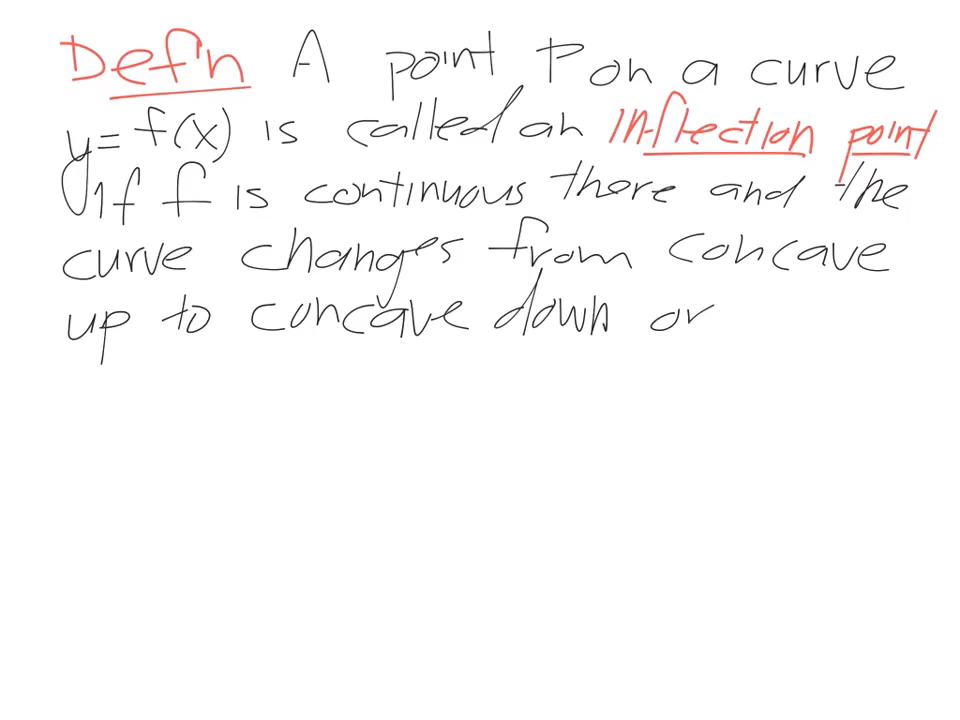 Def'n A point P on a curve
y = f(x) is called an inflection point
if f is continuous there and the
curve changes from concave
up to concave down or